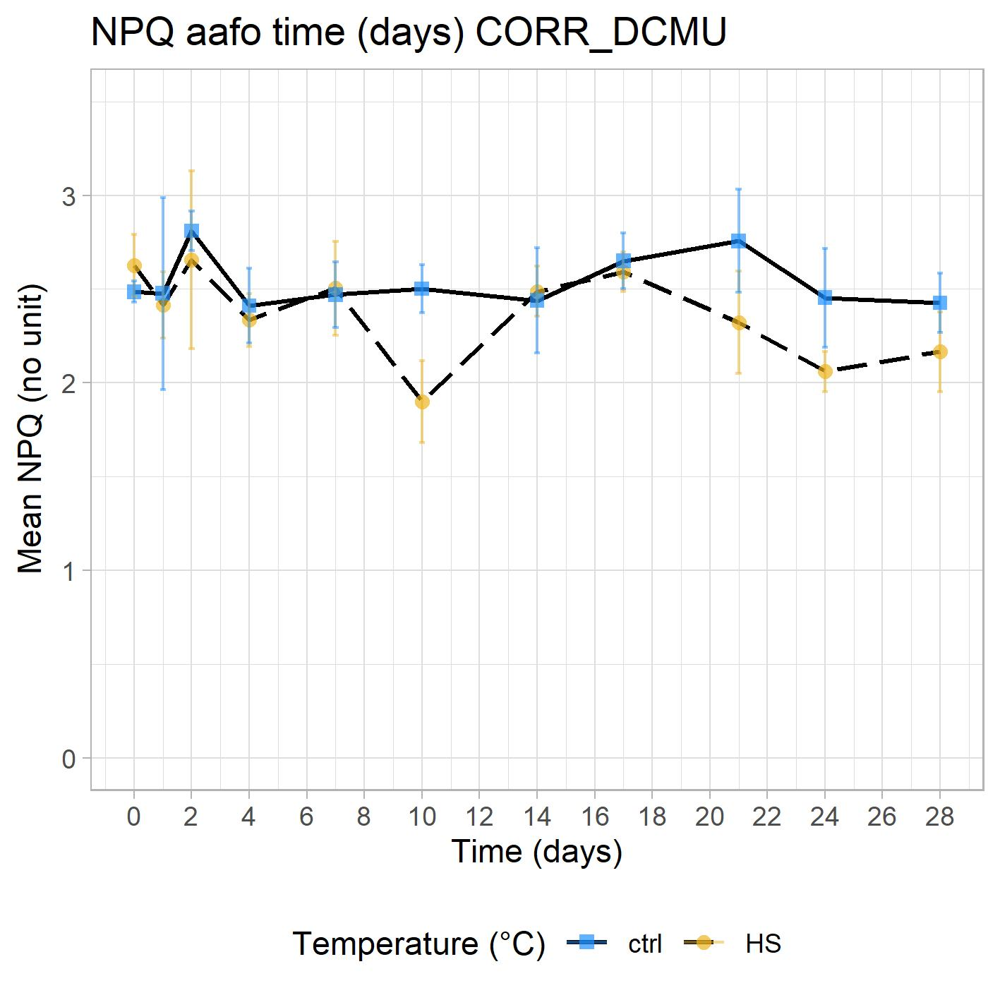 NPQ aafo time (days) CORR_DCMU
Mean NPQ (no unit)
3
2
1
0
0 2 4 6 8 10 12 14 16 18 20 22 24 26 28
Time (days)
Temperature (°C) ctrl HS